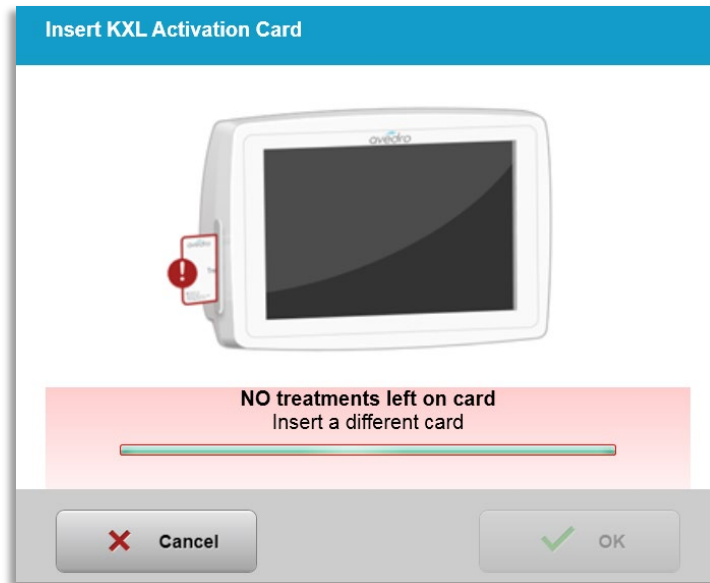 Insert KXL Activation Card
avedro
NO treatments left on card
Insert a different card
Cancel
OK